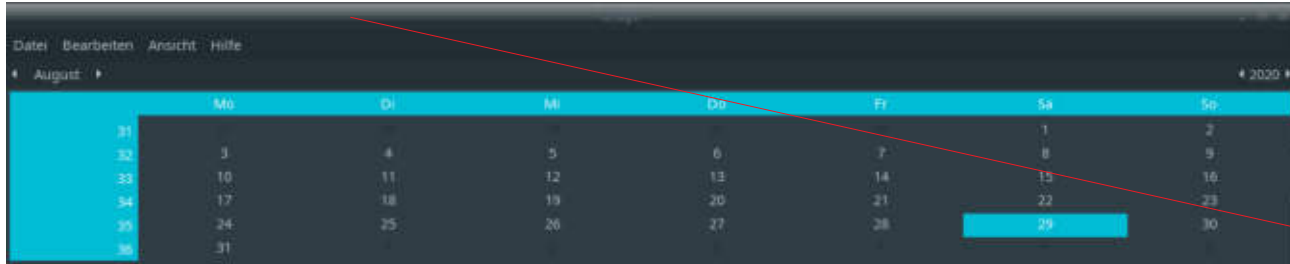 Datei Bearbeiten Ansicht Hilfe
August 2020
Mo Di Mi Do Fr Sa So
31 1 2
32 3 4 5 6 7 8 9
33 10 11 12 13 14 15 16
34 17 18 19 20 21 22 23
35 24 25 26 27 28 29 30
36 31